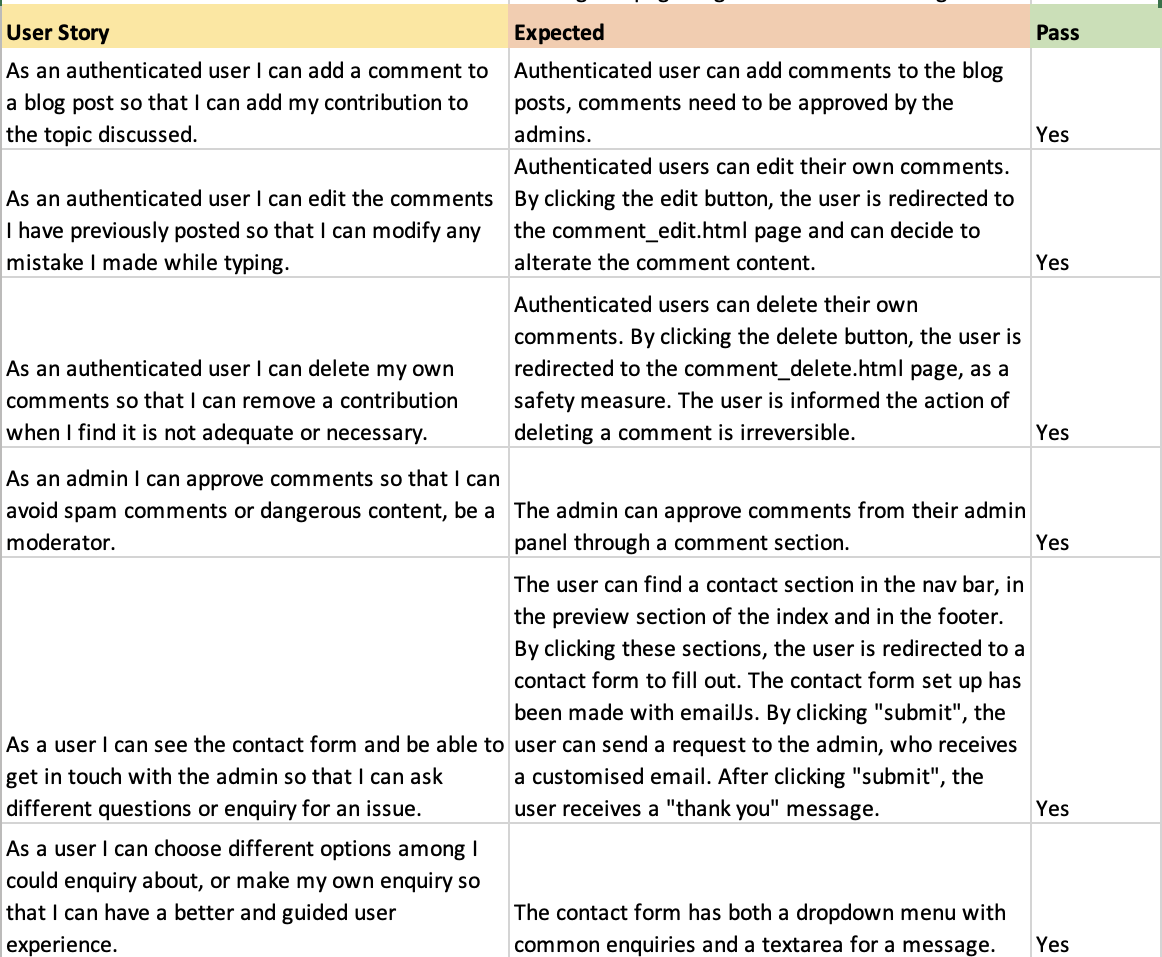 User Story
Expected
Pass
As an authenticated user I can add a comment to
a blog post so that I can add my contribution to
the topic discussed.
Authenticated user can add comments to the blog
posts, comments need to be approved by the
admins.
Yes
As an authenticated user I can edit the comments
I have previously posted so that I can modify any
mistake I made while typing.
Authenticated users can edit their own comments.
By clicking the edit button, the user is redirected to
the comment_edit.html page and can decide to
alterate the comment content.
Yes
As an authenticated user I can delete my own
comments so that I can remove a contribution
when I find it is not adequate or necessary.
Authenticated users can delete their own
comments. By clicking the delete button, the user is
redirected to the comment_delete.html page, as a
safety measure. The user is informed the action of
deleting a comment is irreversible.
Yes
As an admin I can approve comments so that I can
avoid spam comments or dangerous content, be a
moderator.
The admin can approve comments from their admin
panel through a comment section.
Yes
As a user I can see the contact form and be able to
get in touch with the admin so that I can ask
different questions or enquiry for an issue.
The user can find a contact section in the nav bar, in
the preview section of the index and in the footer.
By clicking these sections, the user is redirected to a
contact form to fill out. The contact form set up has
been made with emailJs. By clicking "submit", the
user can send a request to the admin, who receives
a customised email. After clicking "submit", the
user receives a "thank you" message.
Yes
As a user I can choose different options among I
could enquiry about, or make my own enquiry so
that I can have a better and guided user
experience.
The contact form has both a dropdown menu with
common enquiries and a textarea for a message.
Yes